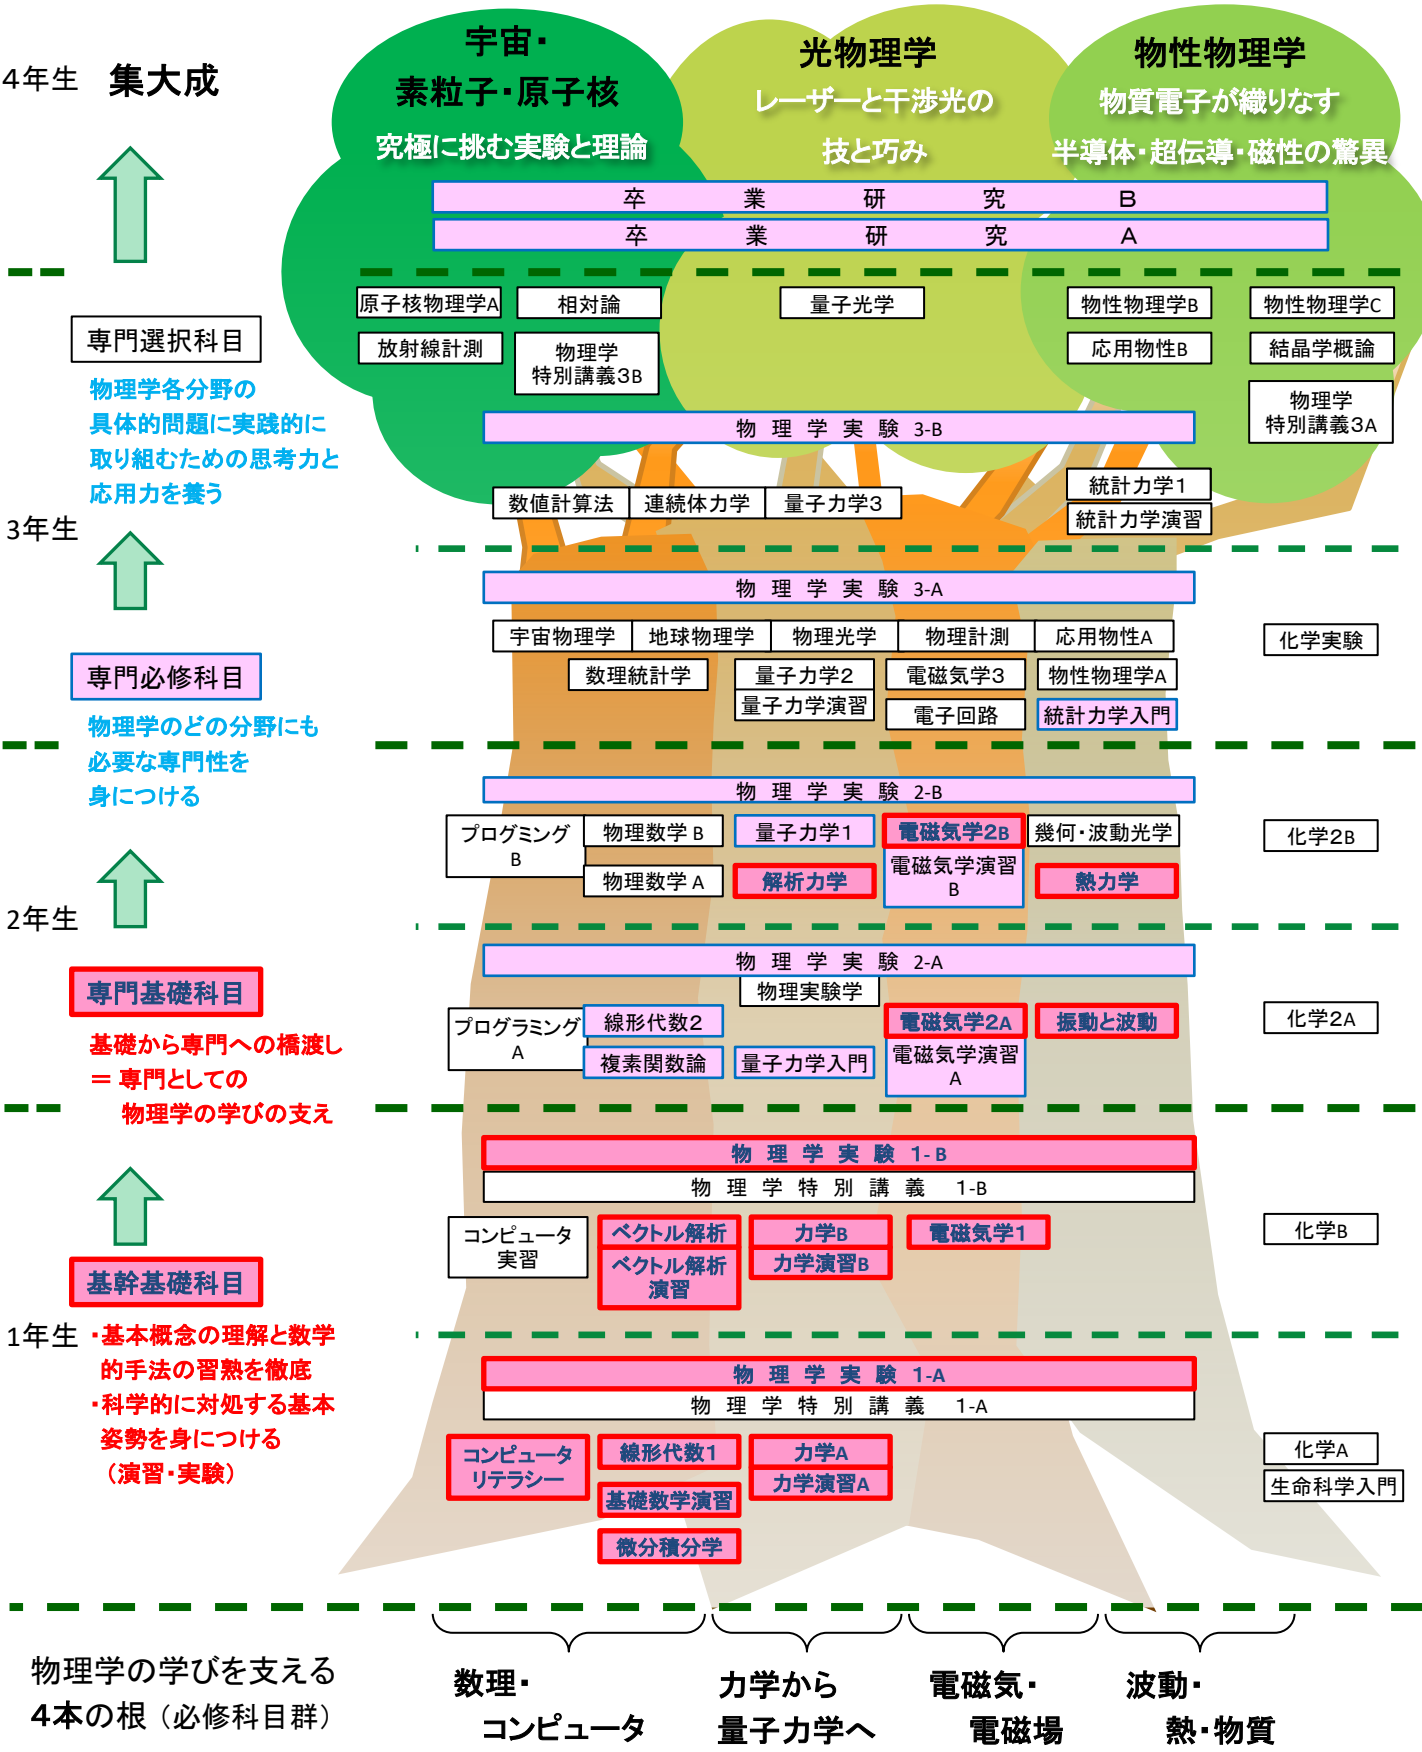 宇宙・
素粒子・原子核
究極に挑む実験と理論
光物理学
レーザーと干渉光の
技と巧み
物性物理学
物質電子が織りなす
半導体・超伝導・磁性の驚異
4年生 集大成
卒業研究B
卒業研究A
原子核物理学A
相対論
量子光学
物性物理学B
物性物理学C
放射線計測
物理学
特別講義3B
応用物性B
結晶学概論
物理学
特別講義3A
専門選択科目
物理学各分野の
具体的問題に実践的に
取り組むための思考力と
応用力を養う
物理学実験 3-B
数値計算法
連続体力学
量子力学3
統計力学1
統計力学演習
3年生
物理学実験 3-A
宇宙物理学
地球物理学
物理光学
物理計測
応用物性A
化学実験
数理統計学
量子力学2
電磁気学3
物性物理学A
量子力学演習
電子回路
統計力学入門
専門必修科目
物理学のどの分野にも
必要な専門性を
身につける
物理学実験 2-B
プログミング
B
物理数学 B
量子力学1
電磁気学2B
幾何・波動光学
化学2B
物理数学 A
解析力学
電磁気学演習
B
熱力学
2年生
物理学実験 2-A
物理実験学
プログラミング
A
線形代数2
電磁気学2A
振動と波動
化学2A
複素関数論
量子力学入門
電磁気学演習
A
専門基礎科目
基礎から専門への橋渡し
＝ 専門としての
物理学の学びの支え
物理学実験 1-B
物理学特別講義 1-B
コンピュータ
実習
ベクトル解析
力学B
電磁気学1
化学B
ベクトル解析
演習
力学演習B
基幹基礎科目
1年生
・基本概念の理解と数学
的手法の習熟を徹底
・科学的に対処する基本
姿勢を身につける
（演習・実験）
物理学実験 1-A
物理学特別講義 1-A
コンピュータ
リテラシー
線形代数1
力学A
化学A
力学演習A
生命科学入門
基礎数学演習
微分積分学
物理学の学びを支える
4本の根（必修科目群）
数理・
コンピュータ
力学から
量子力学へ
電磁気・
電磁場
波動・
熱・物質